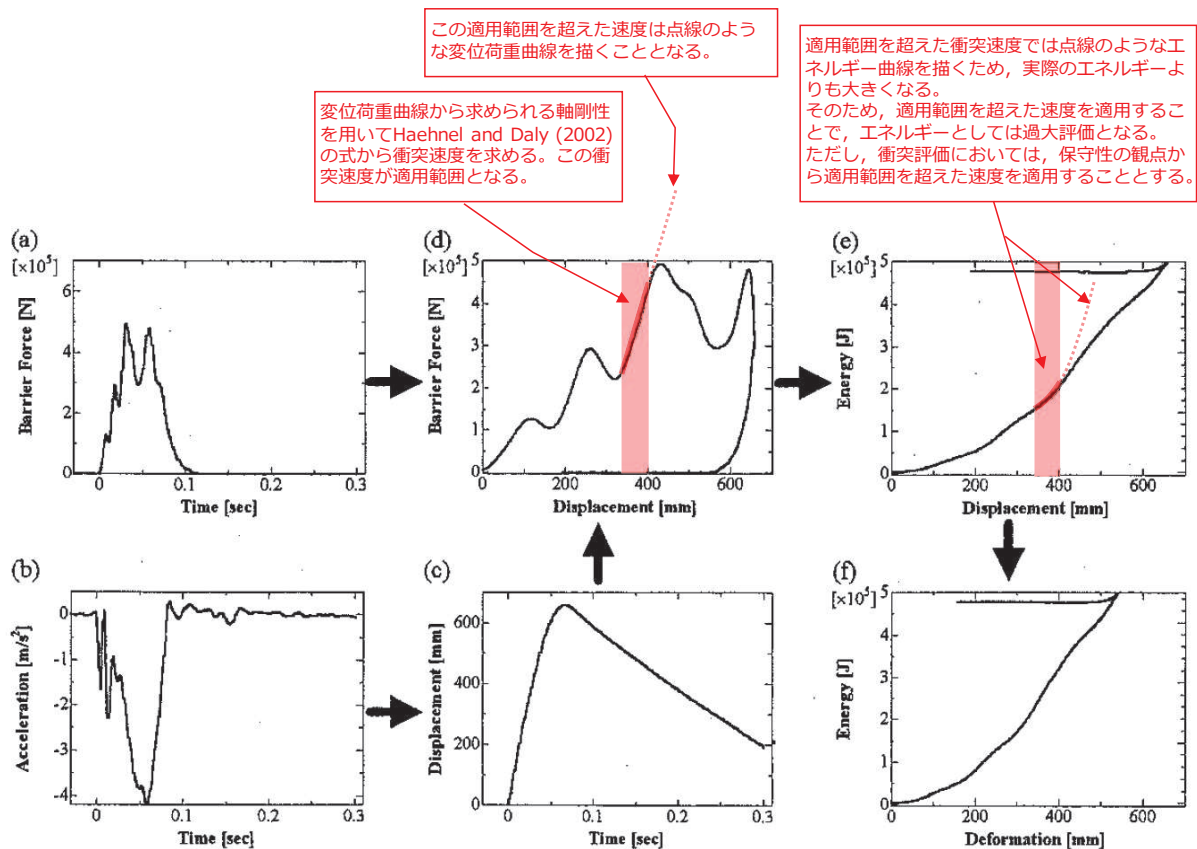 この適用範囲を超えた速度は点線のよう
な変位荷重曲線を描くこととなる。
変位荷重曲線から求められる軸剛性
を用いてHaehnel and Daly (2002)
の式から衝突速度を求める。この衝
突速度が適用範囲となる。
適用範囲を超えた衝突速度では点線のようなエ
ネルギー曲線を描くため，実際のエネルギーよ
りも大きくなる。
そのため，適用範囲を超えた速度を適用するこ
とで，エネルギーとしては過大評価となる。
ただし，衝突評価においては，保守性の観点か
ら適用範囲を超えた速度を適用することとする。
(a)
[×10⁵]
6
4
2
0
Barrier Force [N]
0 0.1 0.2 0.3
Time [sec]
(d)
[×10⁵]
5
4
3
2
1
0
Barrier Force [N]
0 200 400 600
Displacement [mm]
(e)
[×10⁵]
5
4
3
2
1
0
Energy [J]
0 200 400 600
Displacement [mm]
(b)
0
-1
-2
-3
-4
Acceleration [m/s²]
0 0.1 0.2 0.3
Time [sec]
(c)
600
400
200
0
Displacement [mm]
0 0.1 0.2 0.3
Time [sec]
(f)
[×10⁵]
5
4
3
2
1
0
Energy [J]
0 200 400 600
Deformation [mm]